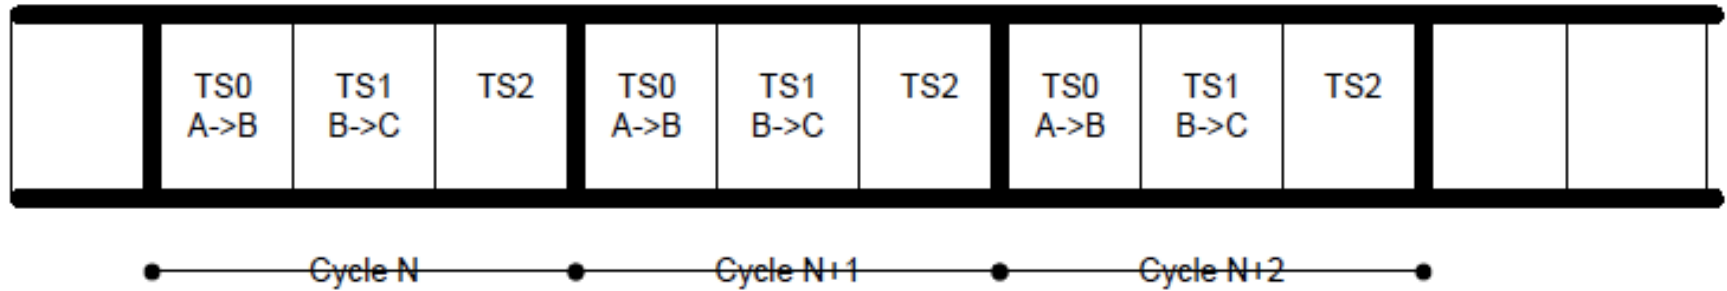 TS0 TS1 TS2 TS0 TS1 TS2 TS0 TS1 TS2
A->B B->C A->B B->C A->B B->C
Cycle N Cycle N+1 Cycle N+2